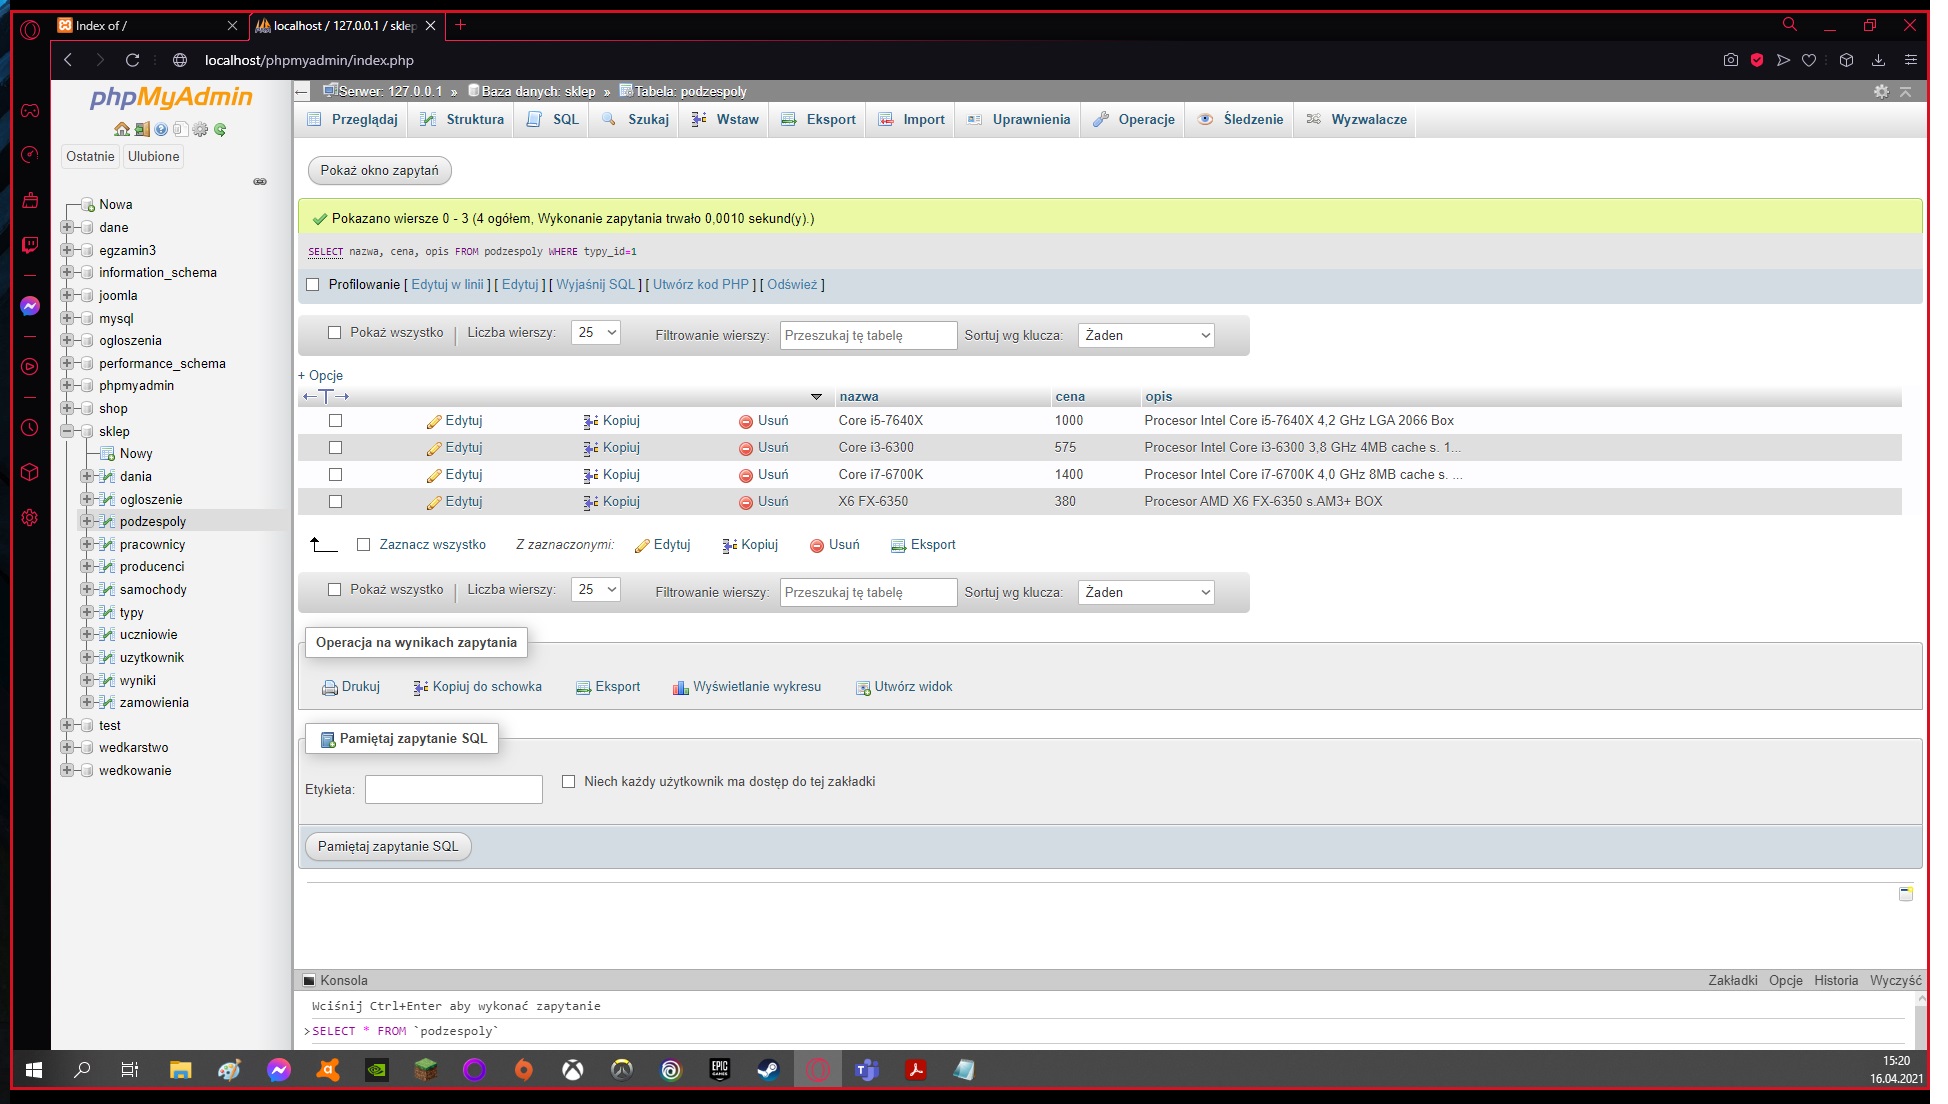 Index of /
localhost / 127.0.0.1 / sklep
localhost/phpmyadmin/index.php
phpMyAdmin
Ostatnie Ulubione
Nowa
dane
egzamin3
information_schema
joomla
mysql
ogloszenia
performance_schema
phpmyadmin
shop
sklep
Nowy
dania
ogloszenie
podzespoly
pracownicy
producenci
samochody
typy
uczniowie
uzytkownik
wyniki
zamowienia
test
wedkarstwo
wedkowanie
Serwer: 127.0.0.1 » Baza danych: sklep » Tabela: podzespoly
Przeglądaj Struktura SQL Szukaj Wstaw Eksport Import Uprawnienia Operacje Śledzenie Wyzwalacze
Pokaż okno zapytań
Pokazano wiersze 0 - 3 (4 ogółem, Wykonanie zapytania trwało 0,0010 sekund(y).)
SELECT nazwa, cena, opis FROM podzespoly WHERE typy_id=1
Profilowanie [ Edytuj w linii ] [ Edytuj ] [ Wyjaśnij SQL ] [ Utwórz kod PHP ] [ Odśwież ]
Pokaż wszystko | Liczba wierszy: 25 Filtrowanie wierszy: Przeszukaj tę tabelę Sortuj wg klucza: Żaden
+ Opcje
←T→ nazwa cena opis
Edytuj Kopiuj Usuń Core i5-7640X 1000 Procesor Intel Core i5-7640X 4,2 GHz LGA 2066 Box
Edytuj Kopiuj Usuń Core i3-6300 575 Procesor Intel Core i3-6300 3,8 GHz 4MB cache s. 1...
Edytuj Kopiuj Usuń Core i7-6700K 1400 Procesor Intel Core i7-6700K 4,0 GHz 8MB cache s. ...
Edytuj Kopiuj Usuń X6 FX-6350 380 Procesor AMD X6 FX-6350 s.AM3+ BOX
Zaznacz wszystko Z zaznaczonymi: Edytuj Kopiuj Usuń Eksport
Pokaż wszystko | Liczba wierszy: 25 Filtrowanie wierszy: Przeszukaj tę tabelę Sortuj wg klucza: Żaden
Operacja na wynikach zapytania
Drukuj Kopiuj do schowka Eksport Wyświetlanie wykresu Utwórz widok
Pamiętaj zapytanie SQL
Etykieta: Niech każdy użytkownik ma dostęp do tej zakładki
Pamiętaj zapytanie SQL
Konsola Zakładki Opcje Historia Wyczyść
Wciśnij Ctrl+Enter aby wykonać zapytanie
>SELECT * FROM `podzespoly`
EPIC
GAMES
15:20
16.04.2021